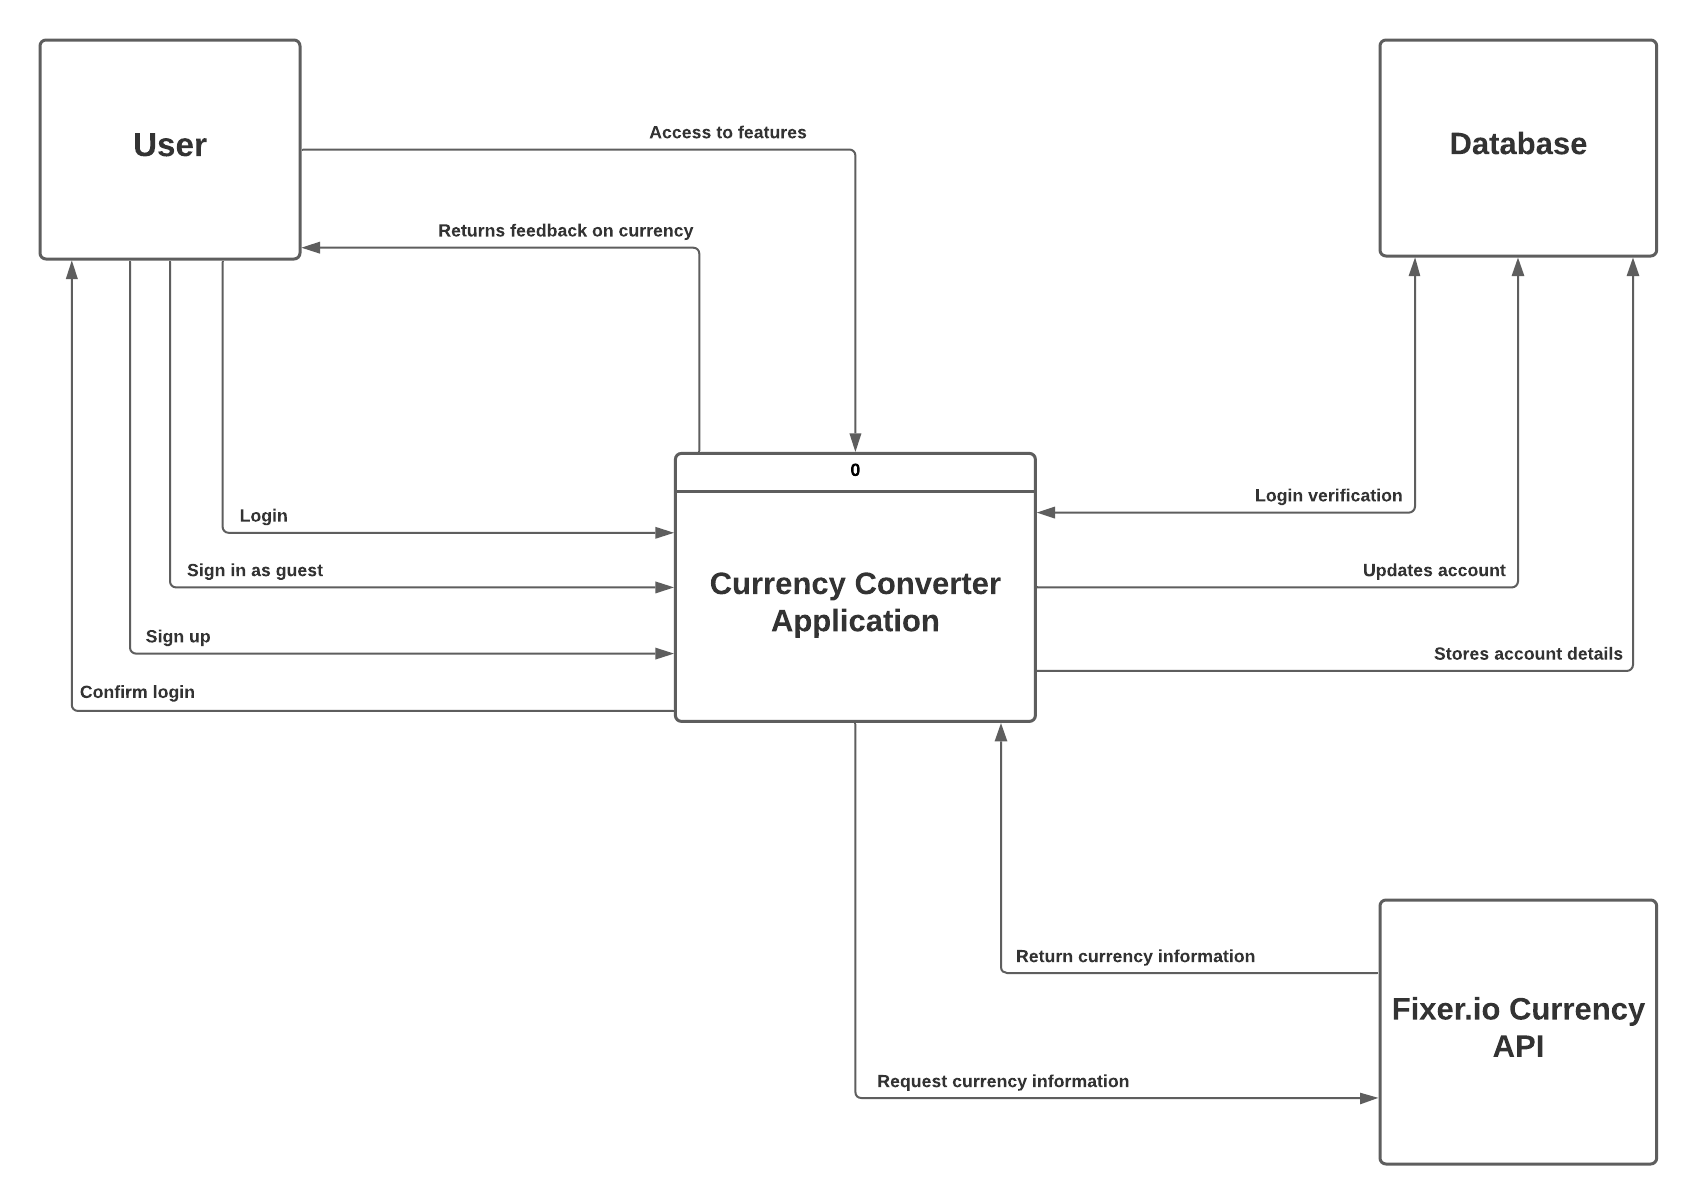 User
Database
Access to features
Returns feedback on currency
0
Currency Converter
Application
Login
Sign in as guest
Sign up
Confirm login
Login verification
Updates account
Stores account details
Return currency information
Request currency information
Fixer.io Currency
API